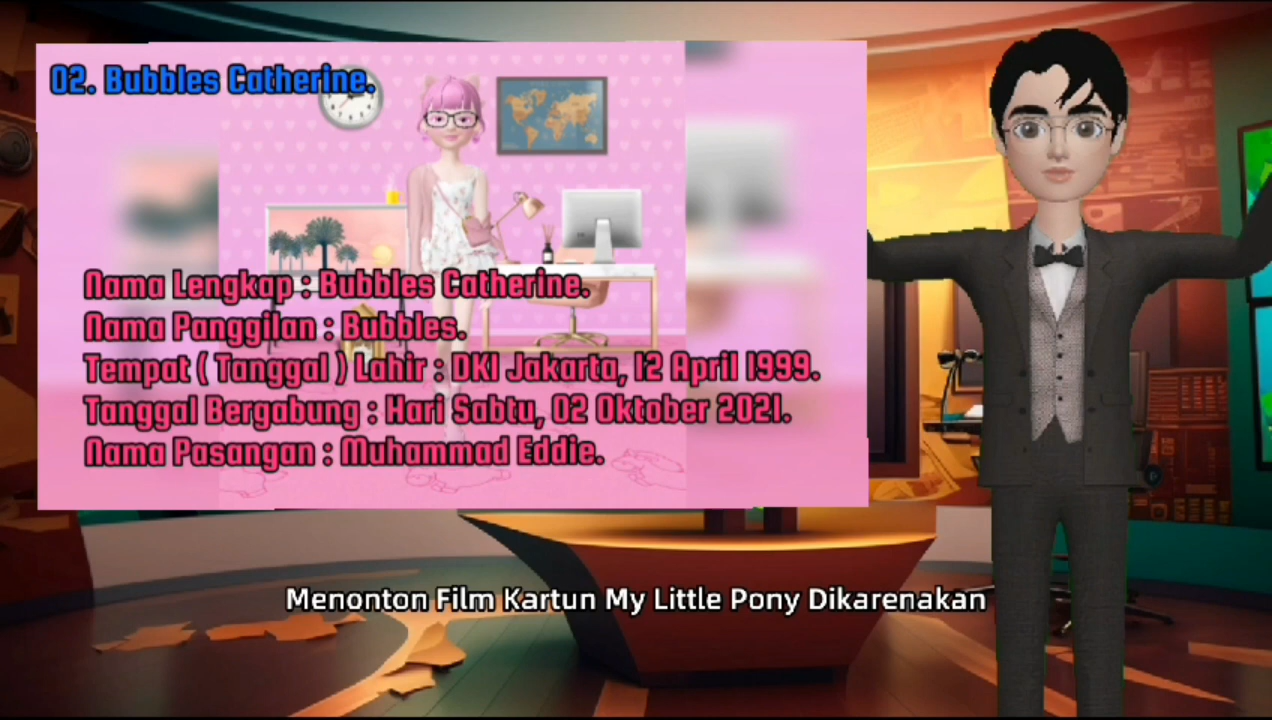 02. Bubbles Catherine.
Nama Lengkap : Bubbles Catherine.
Nama Panggilan : Bubbles.
Tempat ( Tanggal ) Lahir : DKI Jakarta, 12 April 1999.
Tanggal Bergabung : Hari Sabtu, 02 Oktober 2021.
Nama Pasangan : Muhammad Eddie.
Menonton Film Kartun My Little Pony Dikarenakan